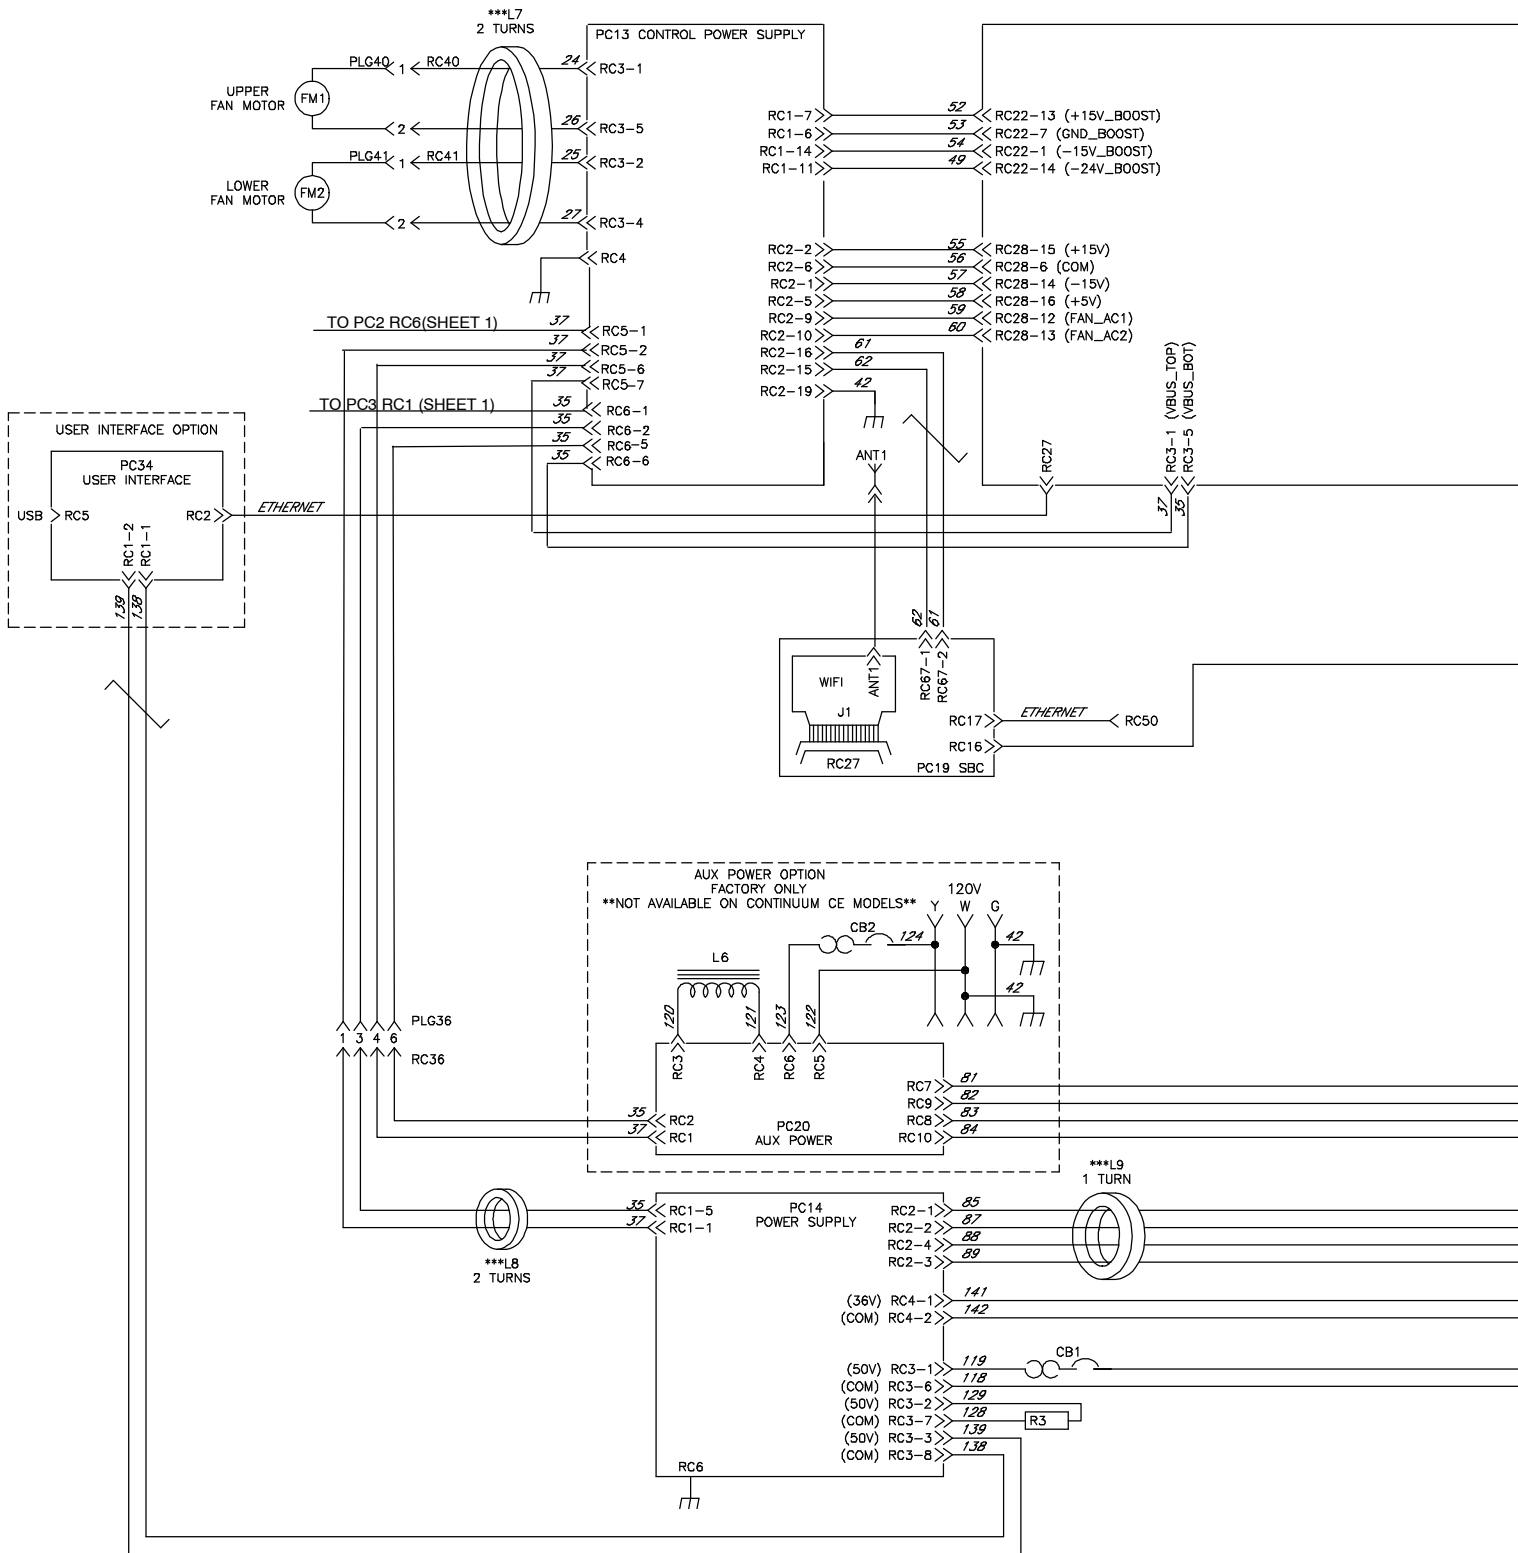 ***L7
2 TURNS
PC13 CONTROL POWER SUPPLY
PLG40 1 RC40
24 RC3-1
UPPER
FAN MOTOR
FM1
2
26 RC3-5
PLG41 1 RC41
25 RC3-2
LOWER
FAN MOTOR
FM2
2
27 RC3-4
RC4
RC1-7 52 RC22-13 (+15V_BOOST)
RC1-6 53 RC22-7 (GND_BOOST)
RC1-14 54 RC22-1 (-15V_BOOST)
RC1-11 49 RC22-14 (-24V_BOOST)
RC2-2 55 RC28-15 (+15V)
RC2-6 56 RC28-6 (COM)
RC2-1 57 RC28-14 (-15V)
RC2-5 58 RC28-16 (+5V)
RC2-9 59 RC28-12 (FAN_AC1)
RC2-10 60 RC28-13 (FAN_AC2)
RC2-16 61
RC2-15 62
RC2-19 42
TO PC2 RC6(SHEET 1) 37 RC5-1
37 RC5-2
37 RC5-6
37 RC5-7
TO PC3 RC1 (SHEET 1) 35 RC6-1
35 RC6-2
35 RC6-5
35 RC6-6
ANT1
RC27
RC3-1 (VBUS_TOP)
RC3-5 (VBUS_BOT)
37
35
USER INTERFACE OPTION
PC34
USER INTERFACE
USB RC5
RC2 ETHERNET
RC1-2
RC1-1
139
138
62
61
RC67-1
RC67-2
WIFI
ANT1
J1
RC27
RC17 ETHERNET RC50
RC16
PC19 SBC
AUX POWER OPTION
FACTORY ONLY
**NOT AVAILABLE ON CONTINUUM CE MODELS**
120V
Y W G
CB2
124
42
42
L6
120
121
123
122
RC3
RC4
RC6
RC5
PLG36
1 3 4 6
RC36
35 RC2
37 RC1
PC20
AUX POWER
RC7 81
RC9 82
RC8 83
RC10 84
***L9
1 TURN
35 RC1-5
37 RC1-1
***L8
2 TURNS
PC14
POWER SUPPLY
RC2-1 85
RC2-2 87
RC2-4 88
RC2-3 89
(36V) RC4-1 141
(COM) RC4-2 142
(50V) RC3-1 119
CB1
(COM) RC3-6 118
(50V) RC3-2 129
(COM) RC3-7 128
R3
(50V) RC3-3 139
(COM) RC3-8 138
RC6